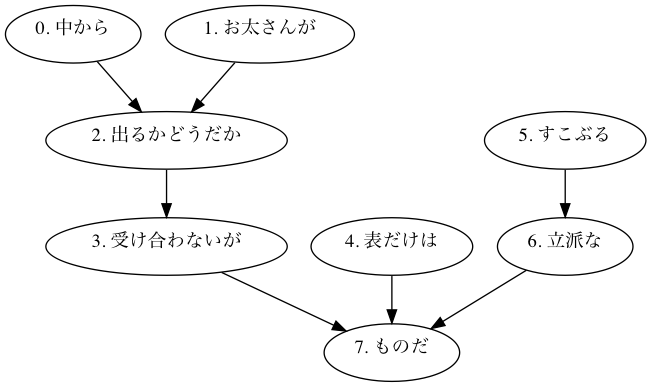 0. 中から
1. お太さんが
2. 出るかどうだか
5. すこぶる
3. 受け合わないが
4. 表だけは
6. 立派な
7. ものだ